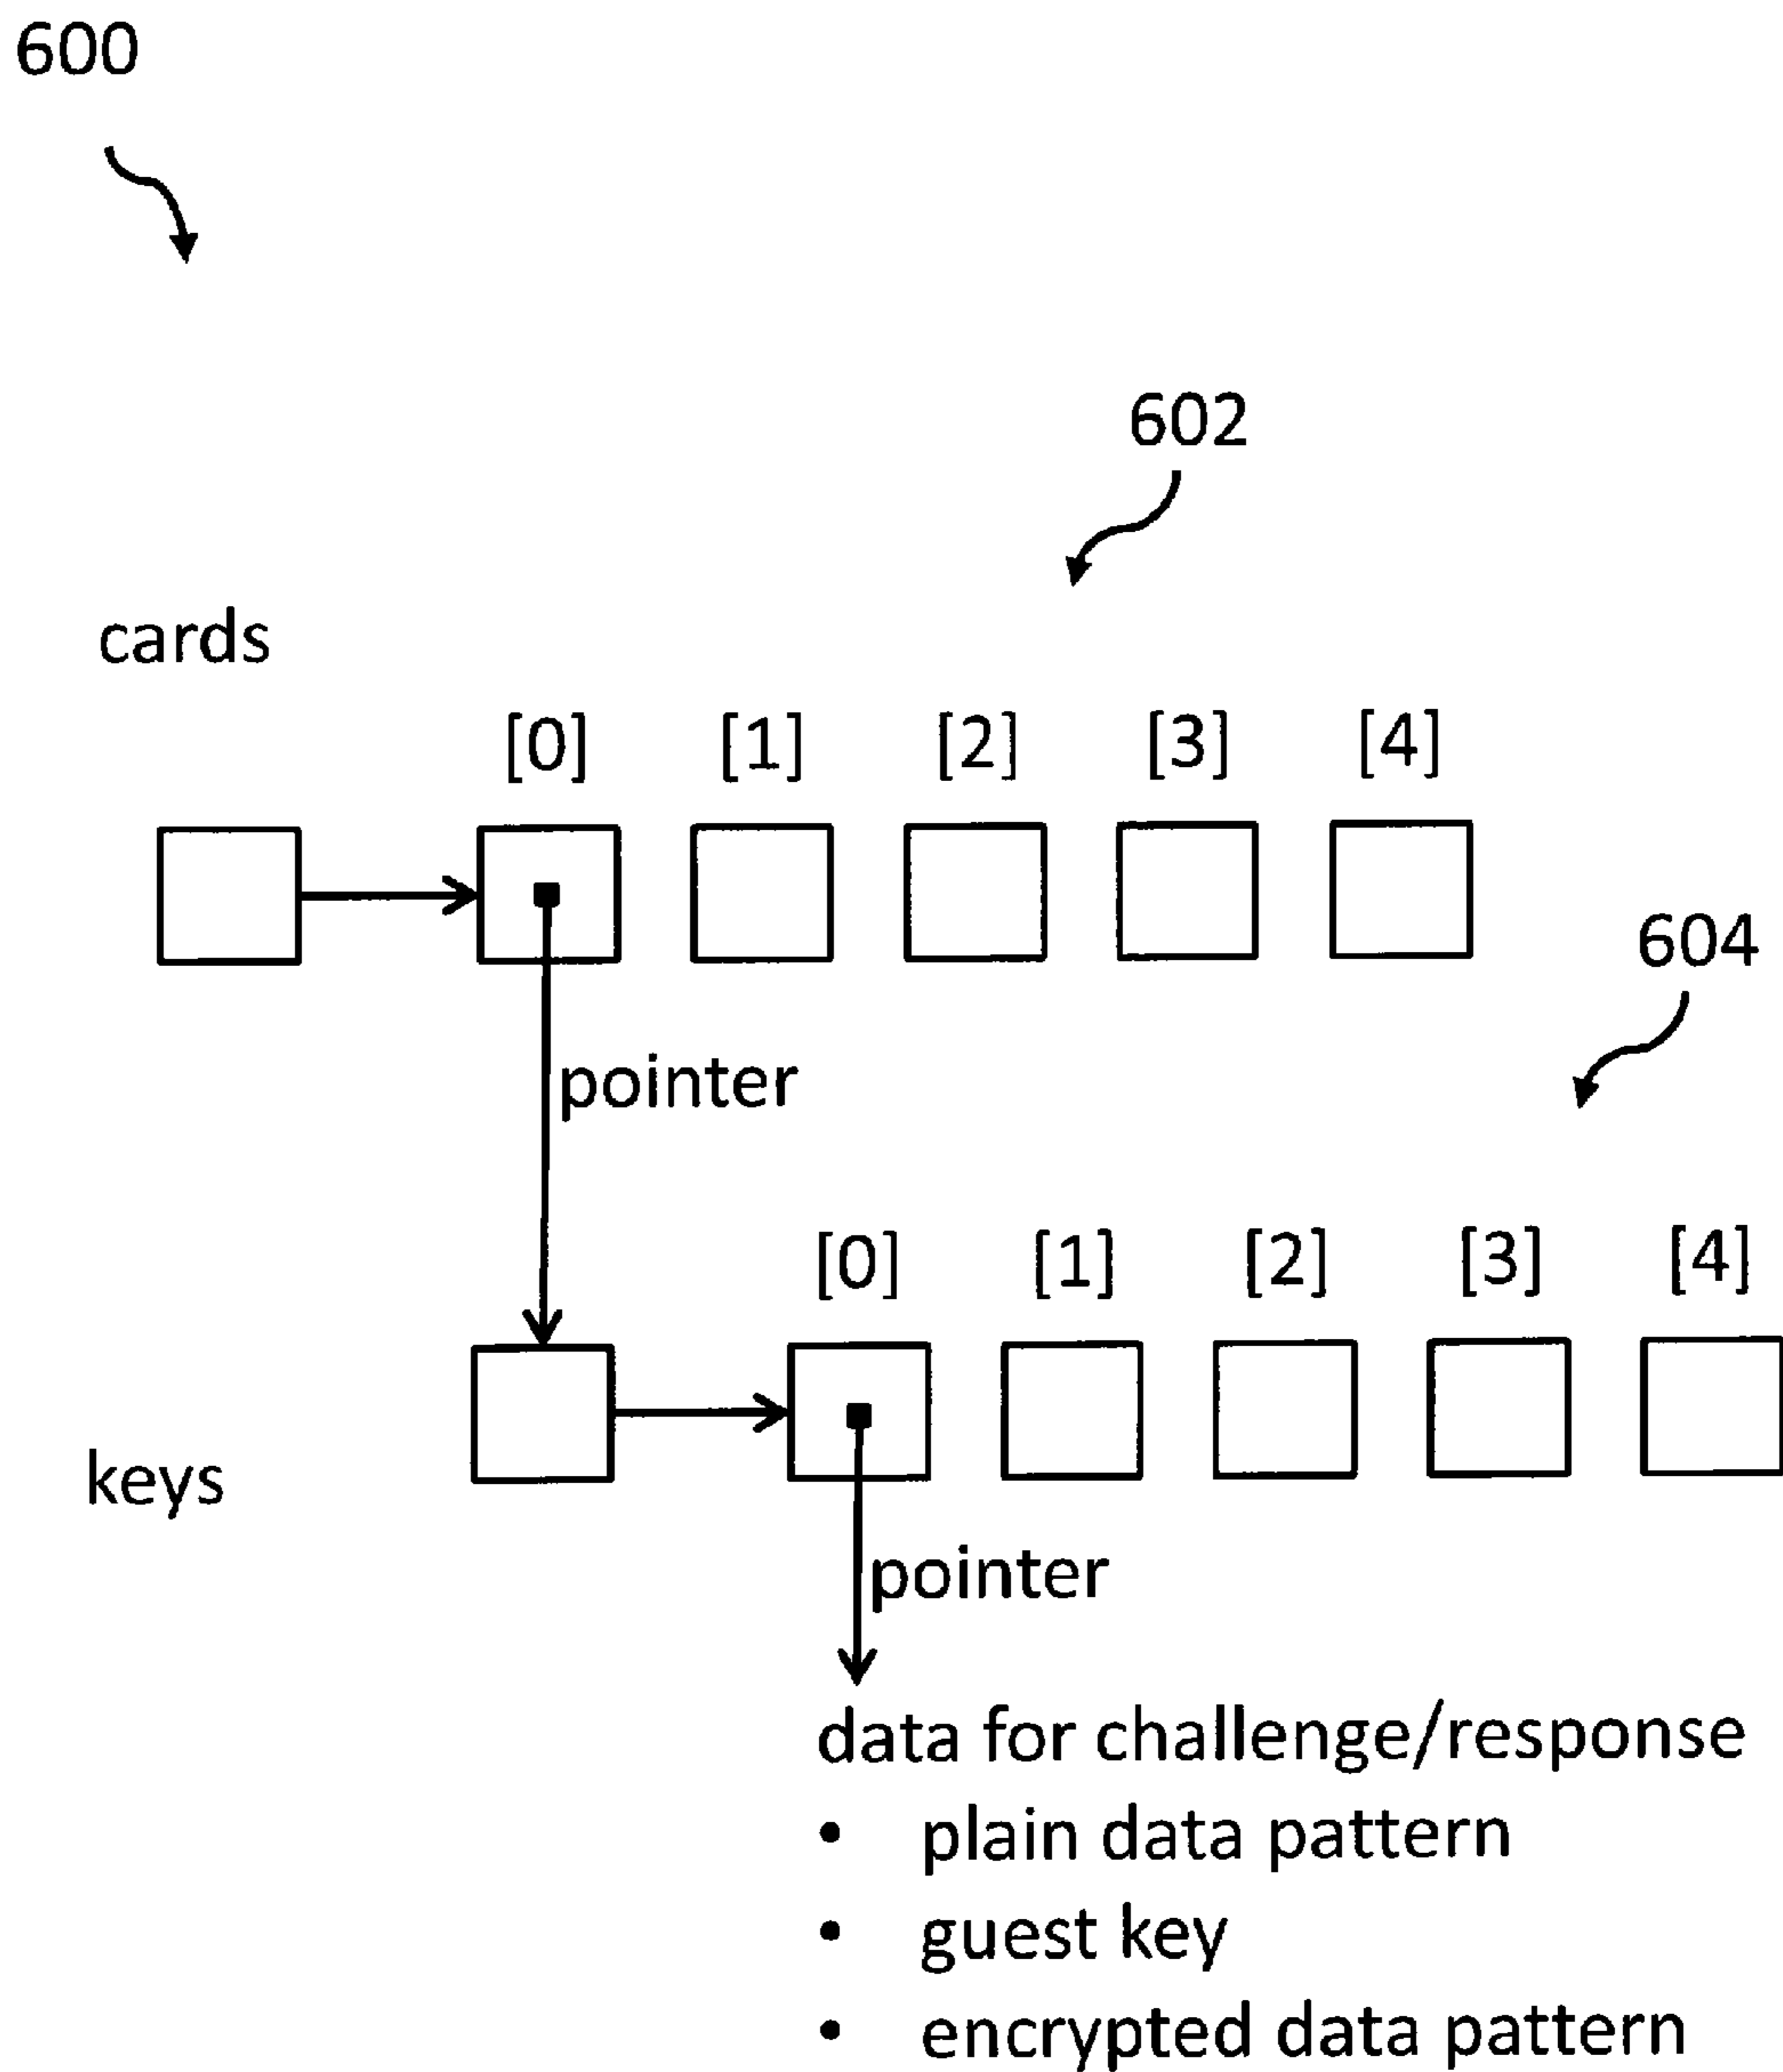 600
602
cards
[0] [1] [2] [3] [4]
604
pointer
[0] [1] [2] [3] [4]
keys
pointer
data for challenge/response
• plain data pattern
• guest key
• encrypted data pattern